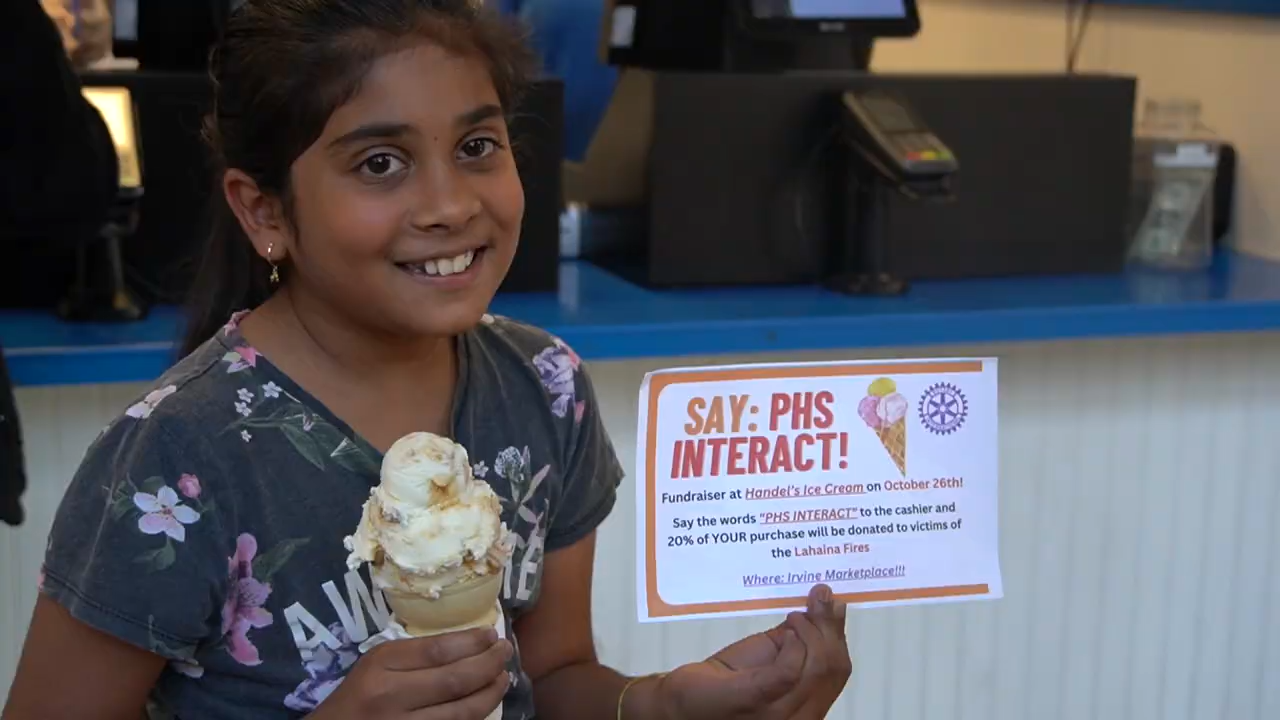 SAY: PHS
INTERACT!
Fundraiser at Handel's Ice Cream on October 26th!
Say the words "PHS INTERACT" to the cashier and
20% of YOUR purchase will be donated to victims of
the Lahaina Fires
Where: Irvine Marketplace!!!